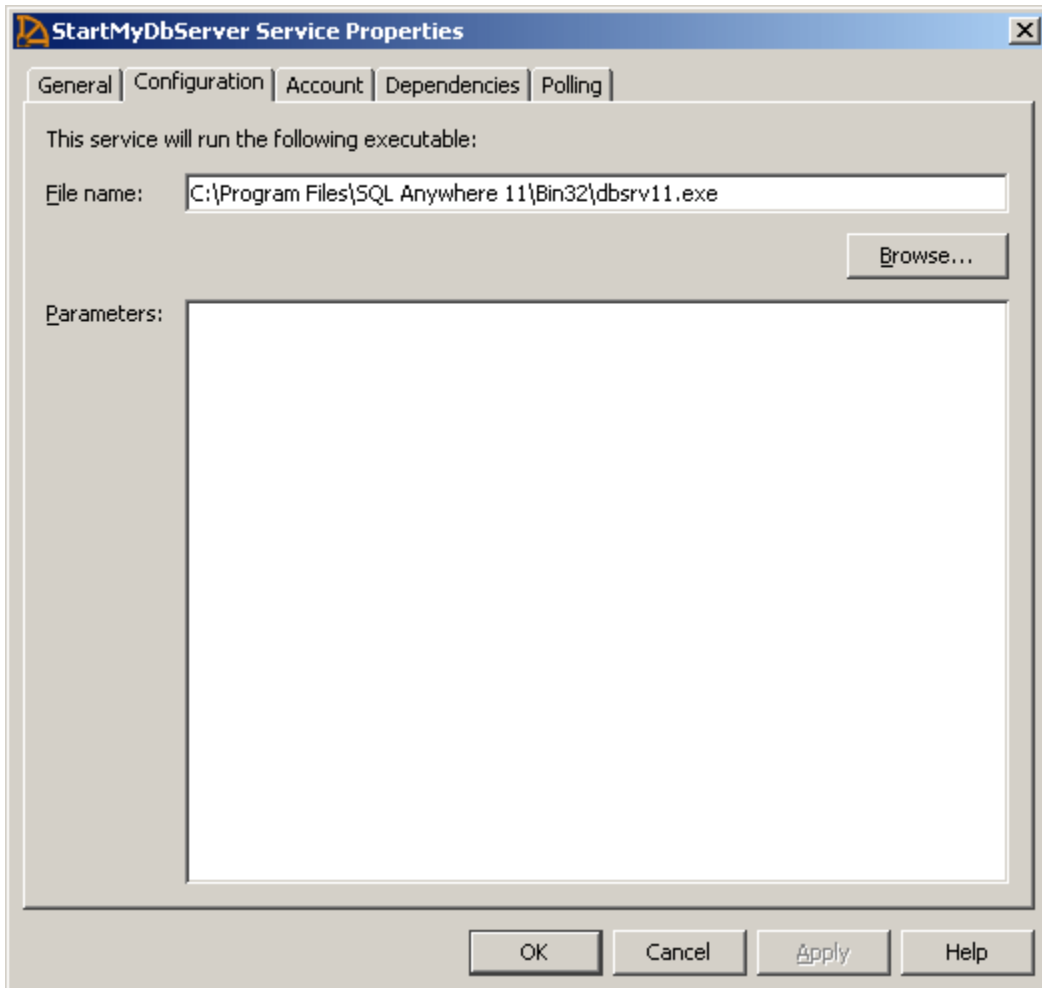 StartMyDbServer Service Properties
General Configuration Account Dependencies Polling
This service will run the following executable:
File name: C:\Program Files\SQL Anywhere 11\Bin32\dbsrv11.exe
Browse...
Parameters:
OK Cancel Apply Help